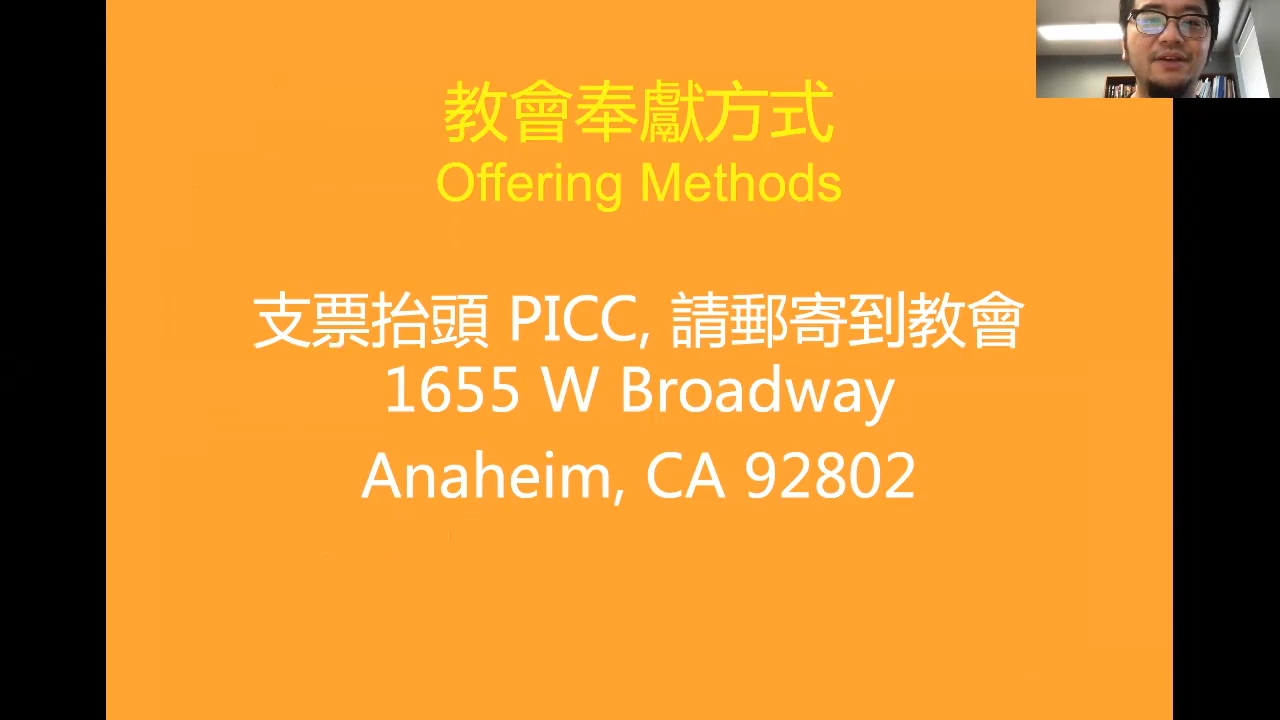 教會奉獻方式
Offering Methods
支票抬頭 PICC, 請郵寄到教會
1655 W Broadway
Anaheim, CA 92802